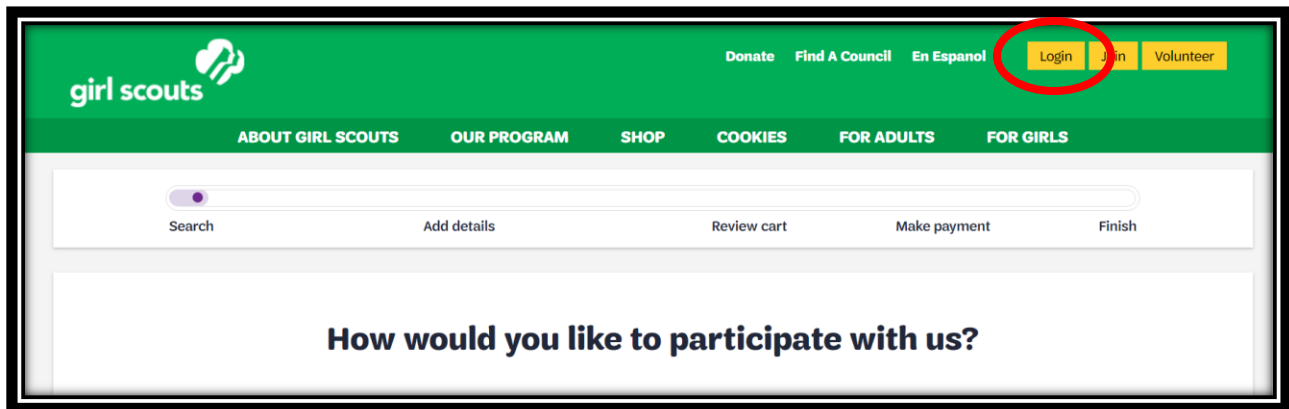 girl scouts
Donate Find A Council En Espanol Login Join Volunteer
ABOUT GIRL SCOUTS OUR PROGRAM SHOP COOKIES FOR ADULTS FOR GIRLS
Search Add details Review cart Make payment Finish
How would you like to participate with us?